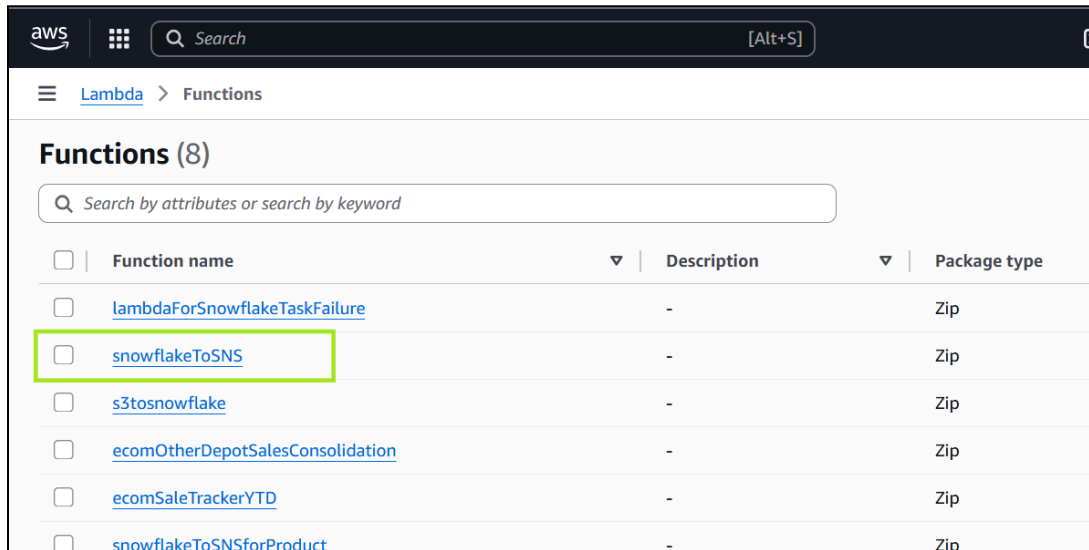 aws
Search [Alt+S]
Lambda > Functions
Functions (8)
Search by attributes or search by keyword
Function name Description Package type
lambdaForSnowflakeTaskFailure - Zip
snowflakeToSNS - Zip
s3tosnowflake - Zip
ecomOtherDepotSalesConsolidation - Zip
ecomSaleTrackerYTD - Zip
snowflakeToSNSforProduct - Zip